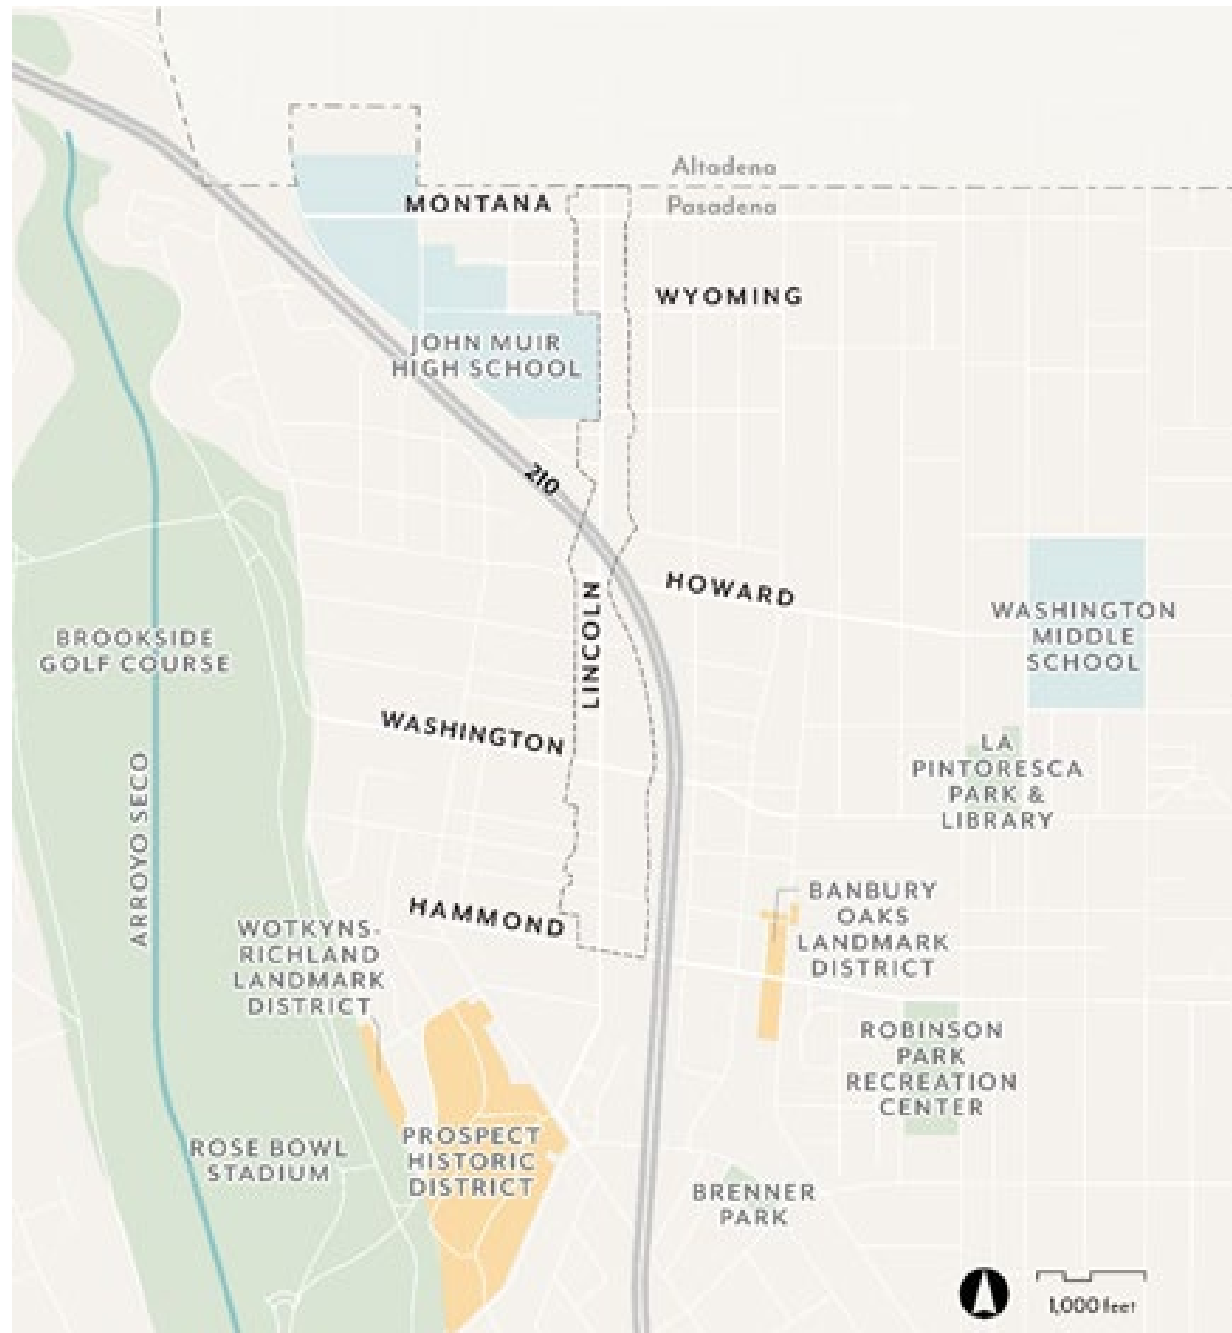 Altadena
MONTANA
Pasadena
WYOMING
JOHN MUIR
HIGH SCHOOL
210
HOWARD
LINCOLN
WASHINGTON
MIDDLE
SCHOOL
BROOKSIDE
GOLF COURSE
WASHINGTON
LA
PINTORESCA
PARK &
LIBRARY
ARROYO SECO
BANBURY
OAKS
LANDMARK
DISTRICT
HAMMOND
WOTKYNS-
RICHLAND
LANDMARK
DISTRICT
ROBINSON
PARK
RECREATION
CENTER
ROSE BOWL
STADIUM
PROSPECT
HISTORIC
DISTRICT
BRENNER
PARK
1,000 feet